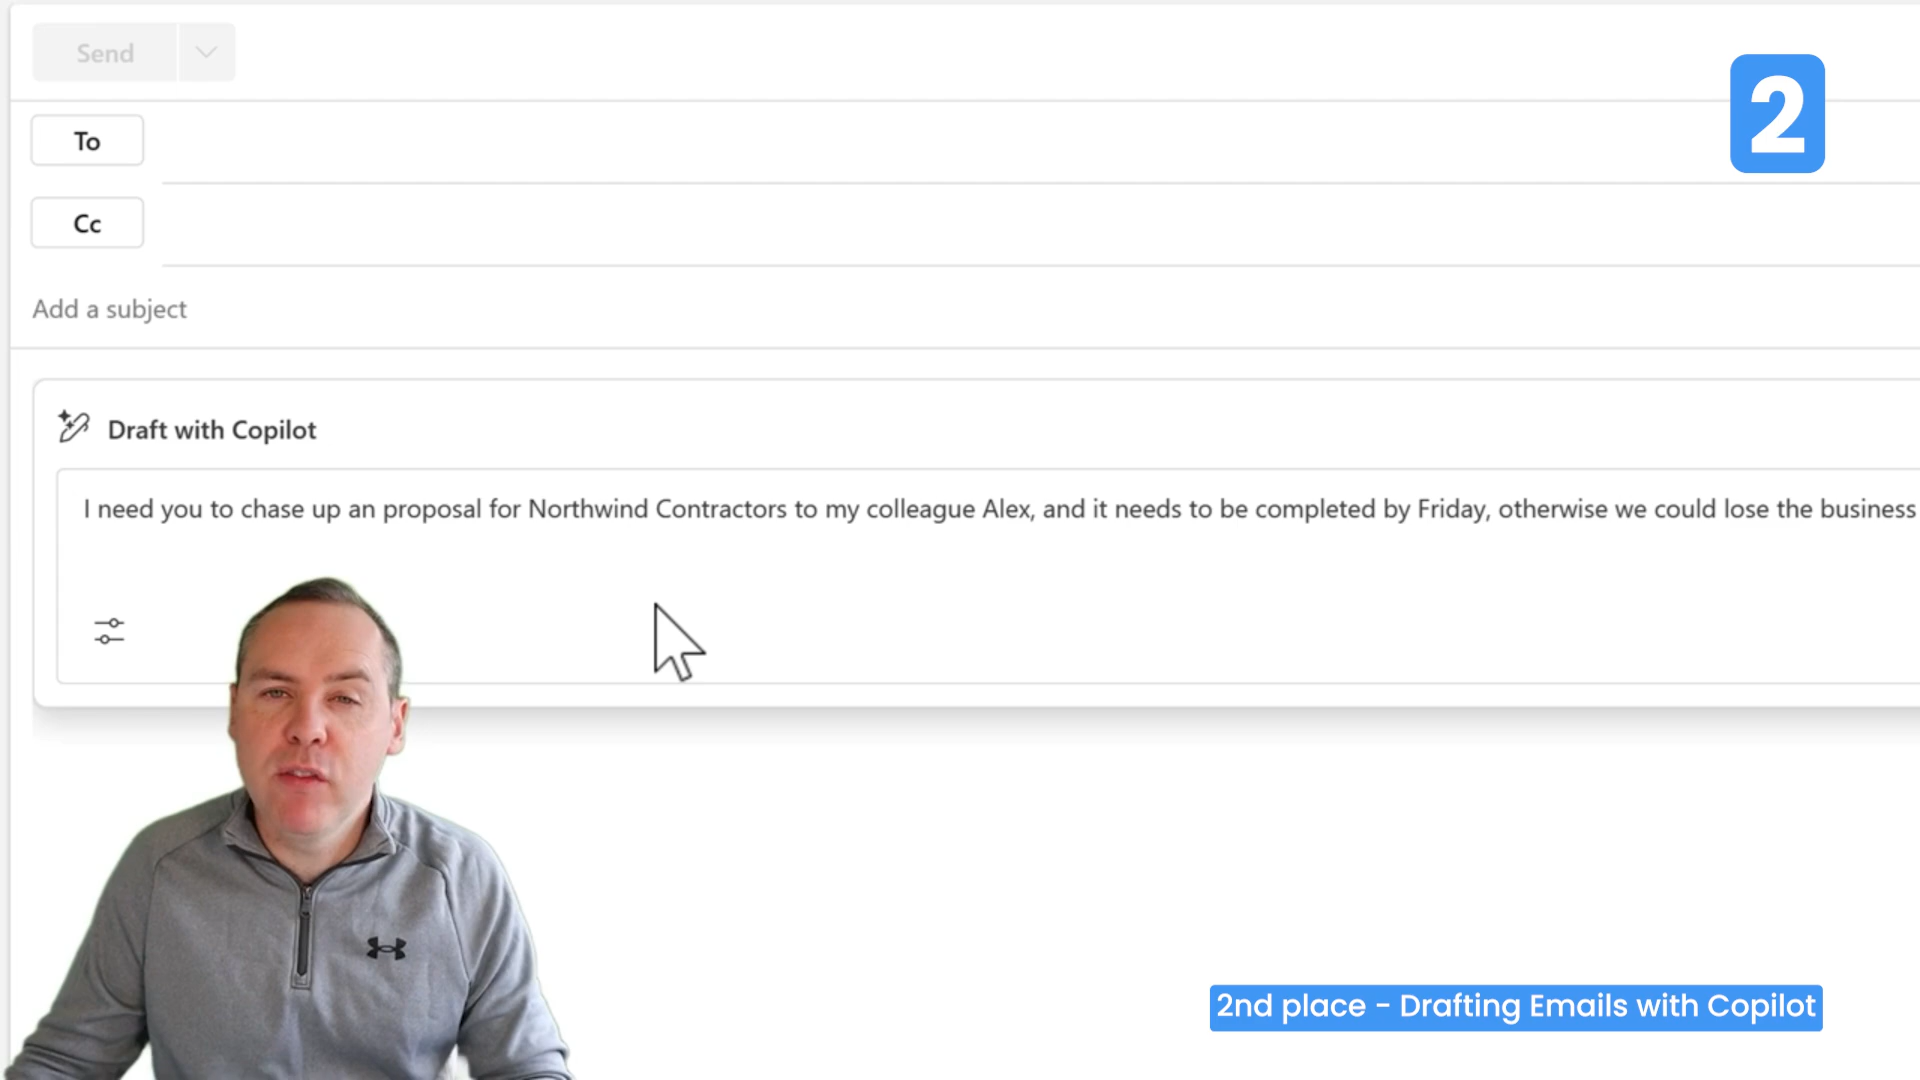 Send
2
To
Cc
Add a subject
Draft with Copilot
I need you to chase up an proposal for Northwind Contractors to my colleague Alex, and it needs to be completed by Friday, otherwise we could lose the business
2nd place - Drafting Emails with Copilot